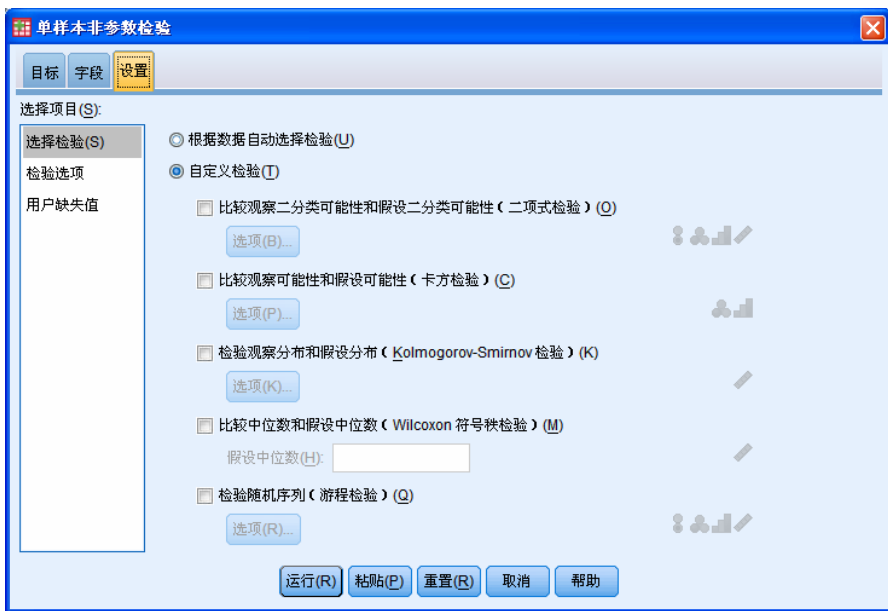 单样本非参数检验
目标 字段 设置
选择项目(S):
选择检验(S)
检验选项
用户缺失值
根据数据自动选择检验(U)
自定义检验(T)
比较观察二分类可能性和假设二分类可能性(二项式检验)(O)
选项(B)...
比较观察可能性和假设可能性(卡方检验)(C)
选项(P)...
检验观察分布和假设分布(Kolmogorov-Smirnov 检验)(K)
选项(K)...
比较中位数和假设中位数(Wilcoxon 符号秩检验)(M)
假设中位数(H):
检验随机序列(游程检验)(Q)
选项(R)...
运行(R) 粘贴(P) 重置(R) 取消 帮助